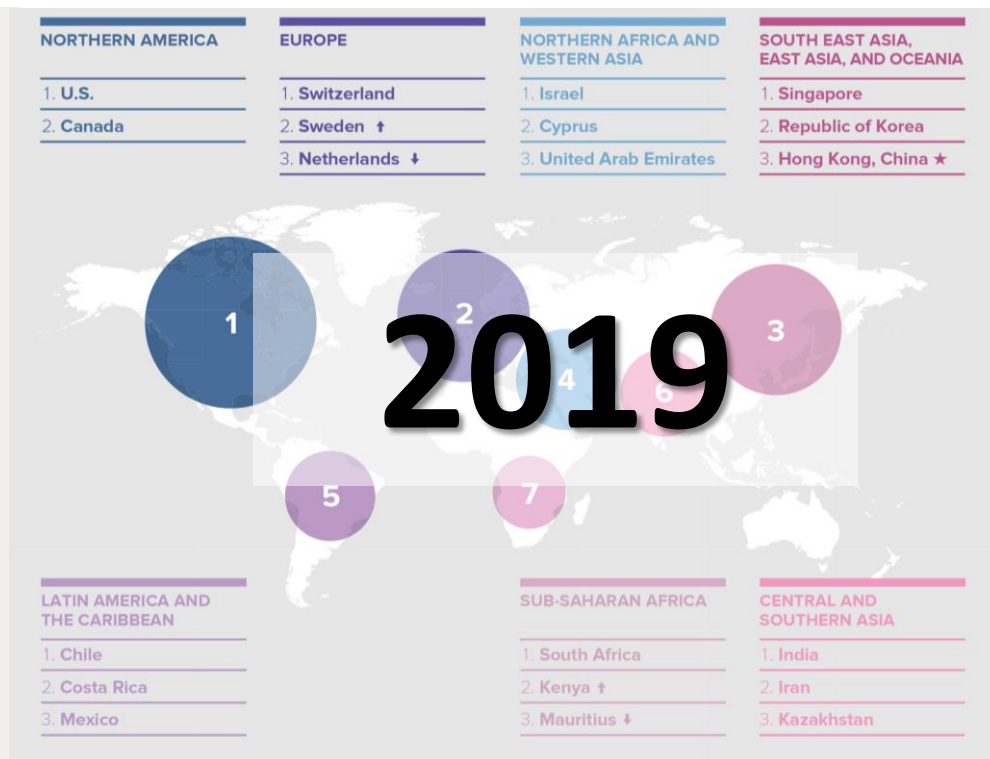 NORTHERN AMERICA
1. U.S.
2. Canada
EUROPE
1. Switzerland
2. Sweden ↑
3. Netherlands ↓
NORTHERN AFRICA AND
WESTERN ASIA
1. Israel
2. Cyprus
3. United Arab Emirates
SOUTH EAST ASIA,
EAST ASIA, AND OCEANIA
1. Singapore
2. Republic of Korea
3. Hong Kong, China ★
1
2
3
4
6
2019
5
7
LATIN AMERICA AND
THE CARIBBEAN
1. Chile
2. Costa Rica
3. Mexico
SUB-SAHARAN AFRICA
1. South Africa
2. Kenya ↑
3. Mauritius ↓
CENTRAL AND
SOUTHERN ASIA
1. India
2. Iran
3. Kazakhstan